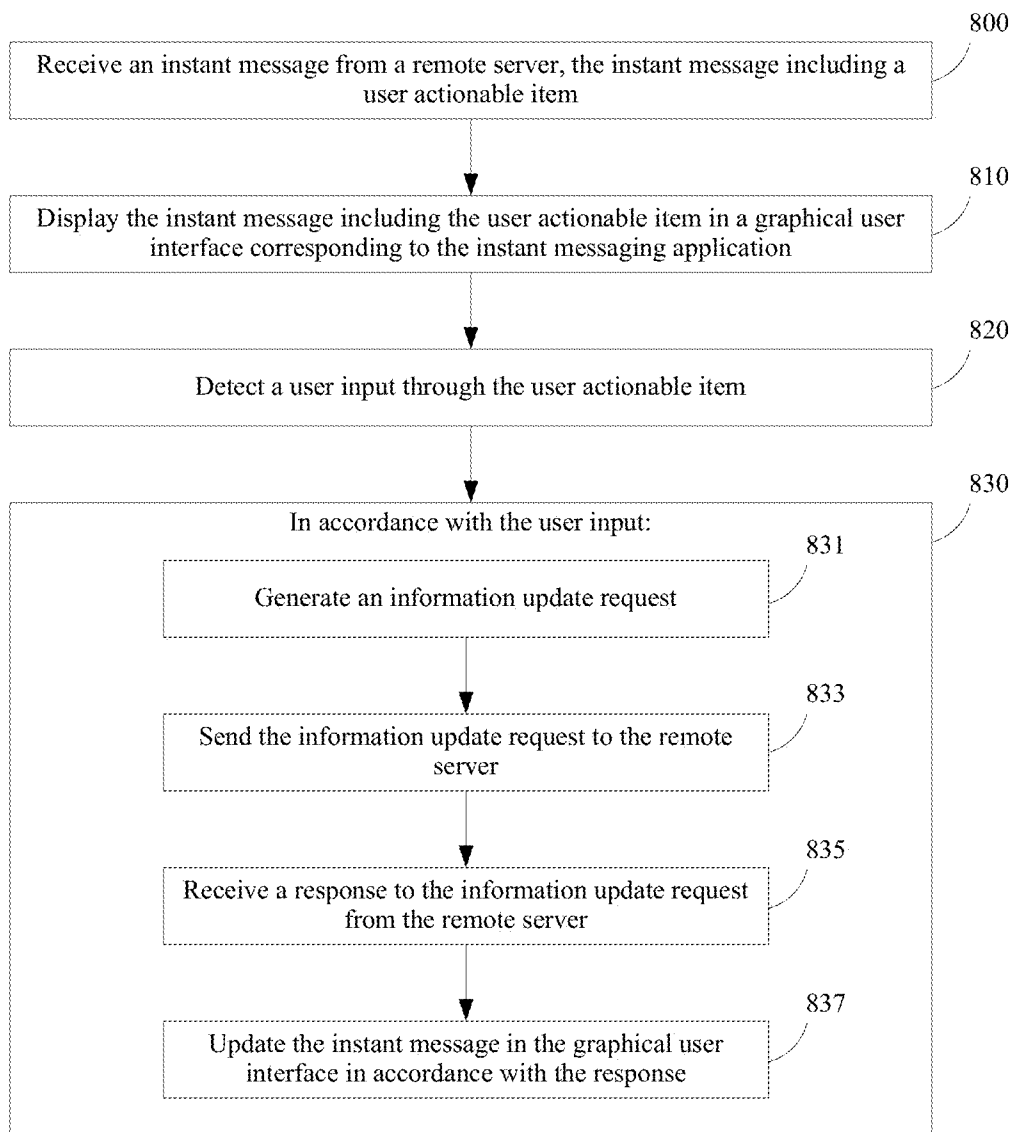 800
Receive an instant message from a remote server, the instant message including a
user actionable item
810
Display the instant message including the user actionable item in a graphical user
interface corresponding to the instant messaging application
820
Detect a user input through the user actionable item
830
In accordance with the user input:
831
Generate an information update request
833
Send the information update request to the remote
server
835
Receive a response to the information update request
from the remote server
837
Update the instant message in the graphical user
interface in accordance with the response